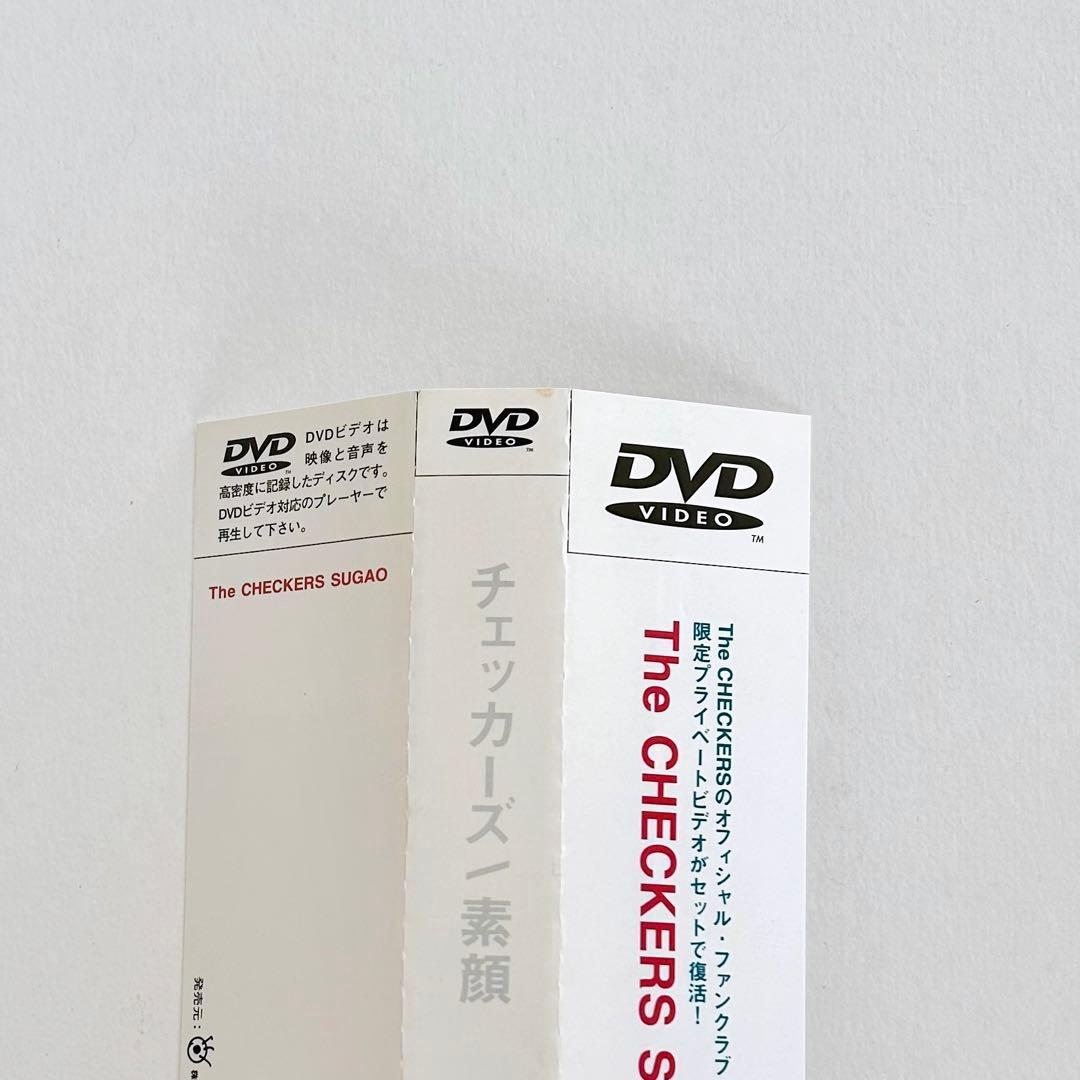 DVD
VIDEO
TM
DVDビデオは
映像と音声を
高密度に記録したディスクです。
DVDビデオ対応のプレーヤーで
再生して下さい。
The CHECKERS SUGAO
発売元：
株
DVD
VIDEO
TM
チェッカーズ/素顔
DVD
VIDEO
TM
The CHECKERSのオフィシャル・ファンクラブ
限定プライベートビデオがセットで復活！
The CHECKERS S